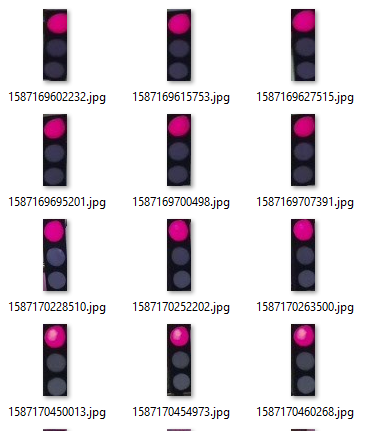 1587169602232.jpg 1587169615753.jpg 1587169627515.jpg
1587169695201.jpg 1587169700498.jpg 1587169707391.jpg
1587170228510.jpg 1587170252202.jpg 1587170263500.jpg
1587170450013.jpg 1587170454973.jpg 1587170460268.jpg